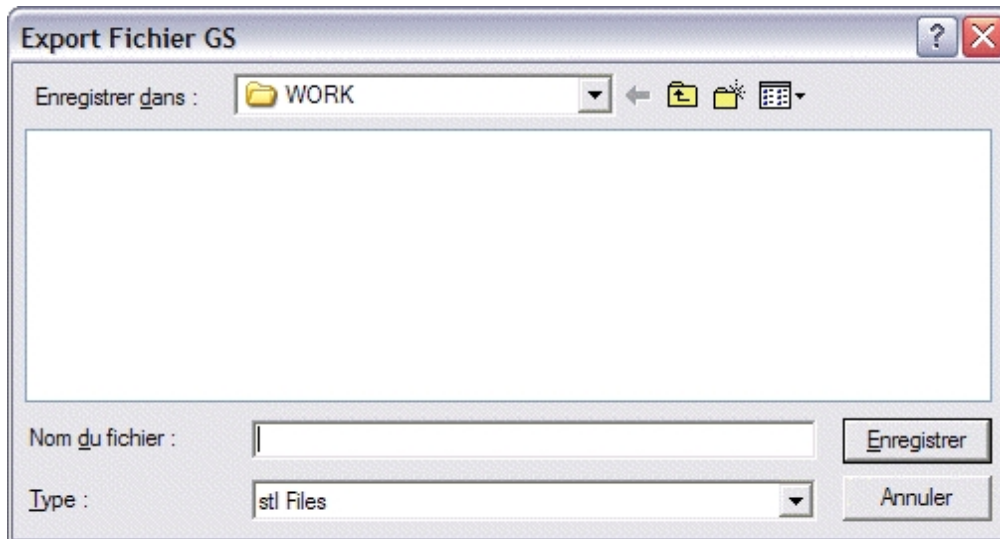 Export Fichier GS
Enregistrer dans : WORK
Nom du fichier : Enregistrer
Type : stl Files Annuler